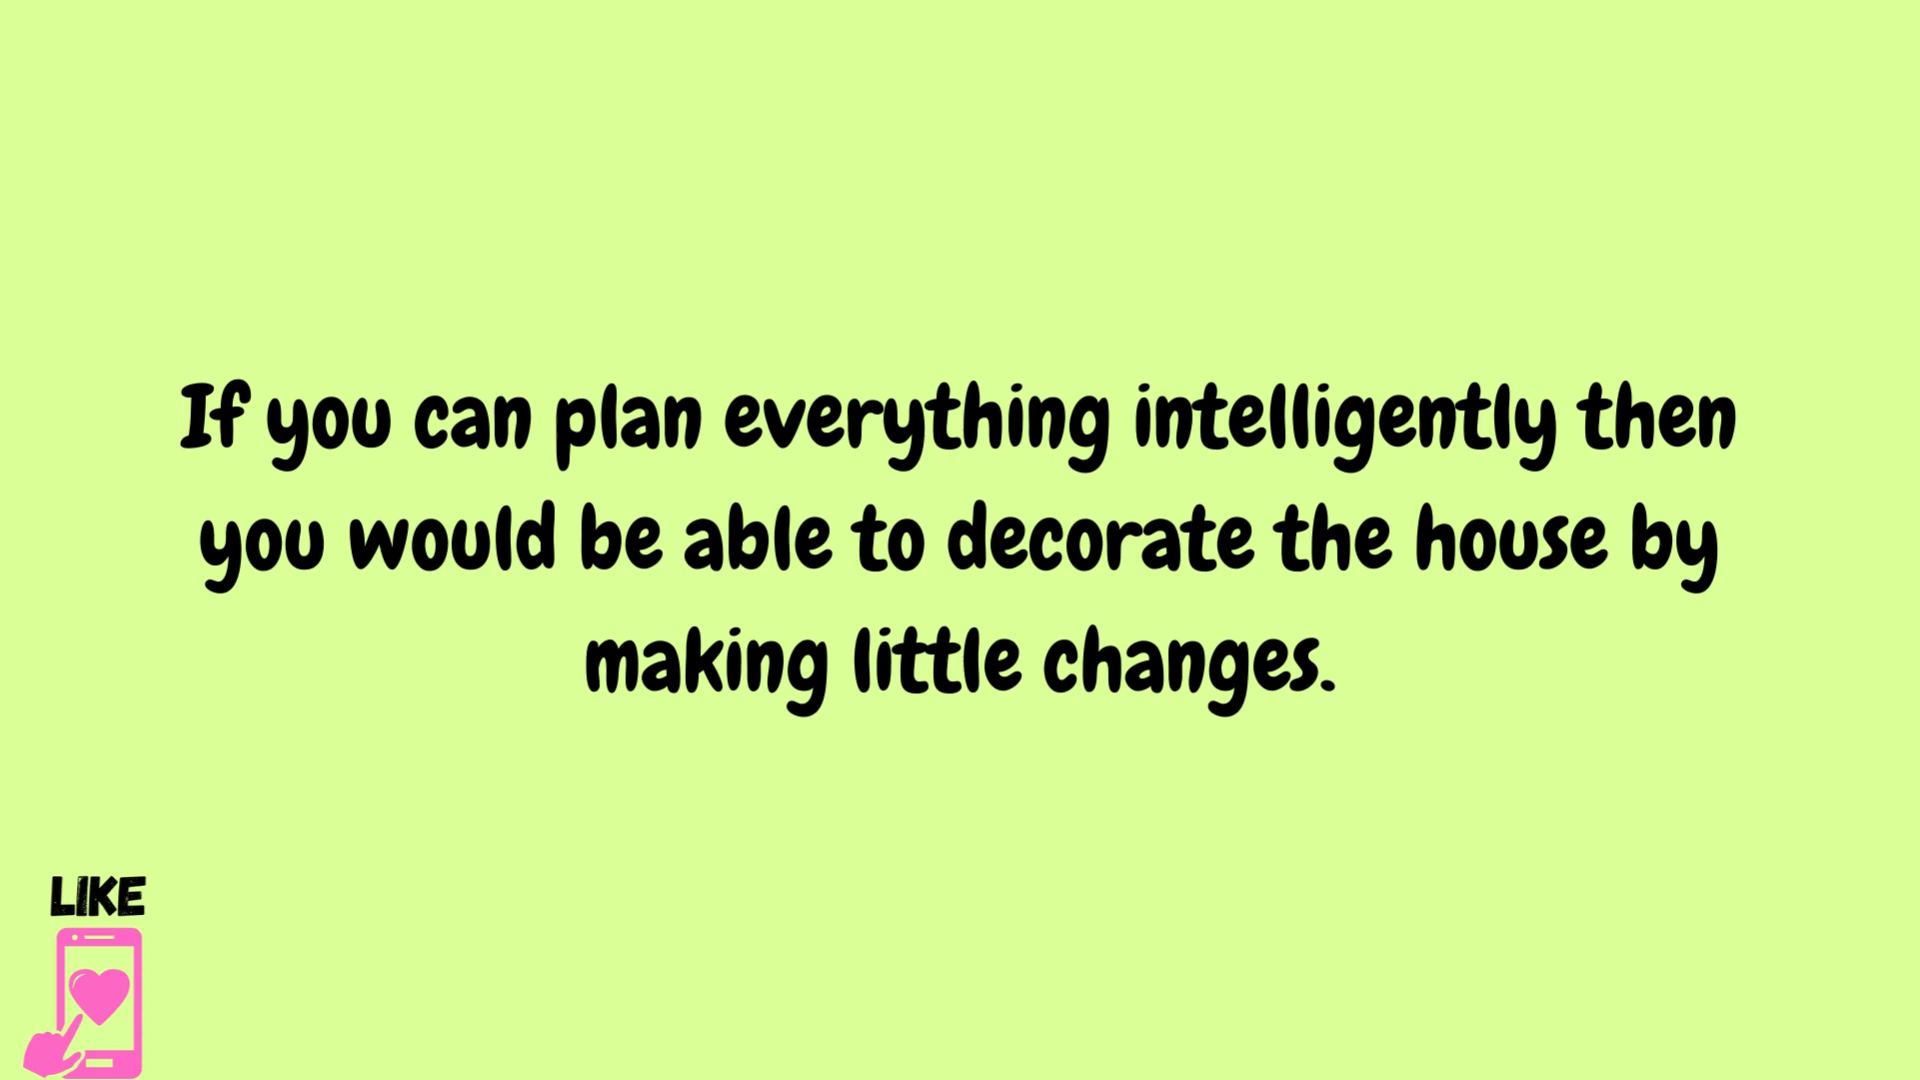 If you can plan everything intelligently then
you would be able to decorate the house by
making little changes.
LIKE